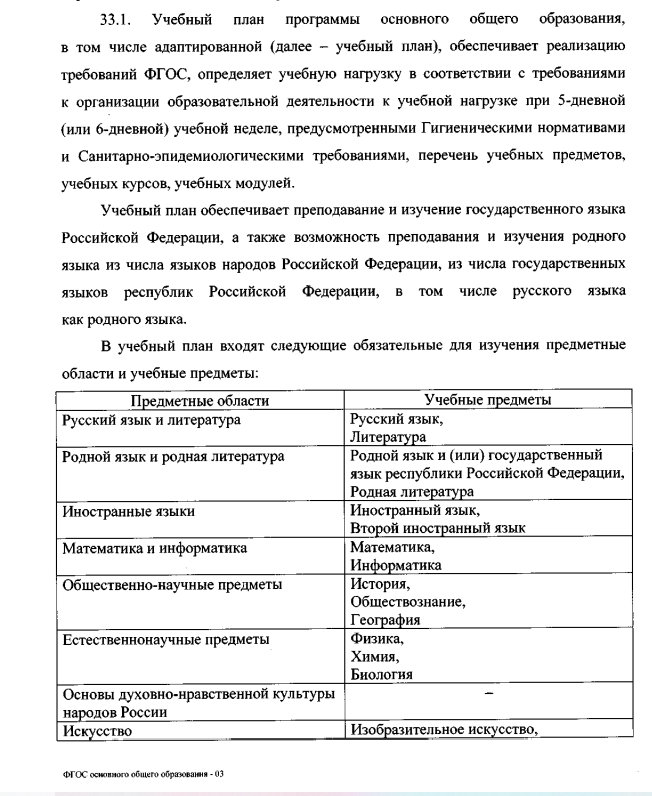 33.1. Учебный план программы основного общего образования,
в том числе адаптированной (далее – учебный план), обеспечивает реализацию
требований ФГОС, определяет учебную нагрузку в соответствии с требованиями
к организации образовательной деятельности к учебной нагрузке при 5-дневной
(или 6-дневной) учебной неделе, предусмотренными Гигиеническими нормативами
и Санитарно-эпидемиологическими требованиями, перечень учебных предметов,
учебных курсов, учебных модулей.
Учебный план обеспечивает преподавание и изучение государственного языка
Российской Федерации, а также возможность преподавания и изучения родного
языка из числа языков народов Российской Федерации, из числа государственных
языков республик Российской Федерации, в том числе русского языка
как родного языка.
В учебный план входят следующие обязательные для изучения предметные
области и учебные предметы:
Предметные области
Учебные предметы
Русский язык и литература
Русский язык,
Литература
Родной язык и родная литература
Родной язык и (или) государственный
язык республики Российской Федерации,
Родная литература
Иностранные языки
Иностранный язык,
Второй иностранный язык
Математика и информатика
Математика,
Информатика
Общественно-научные предметы
История,
Обществознание,
География
Естественнонаучные предметы
Физика,
Химия,
Биология
Основы духовно-нравственной культуры
народов России
–
Искусство
Изобразительное искусство,
ФГОС основного общего образования - 03